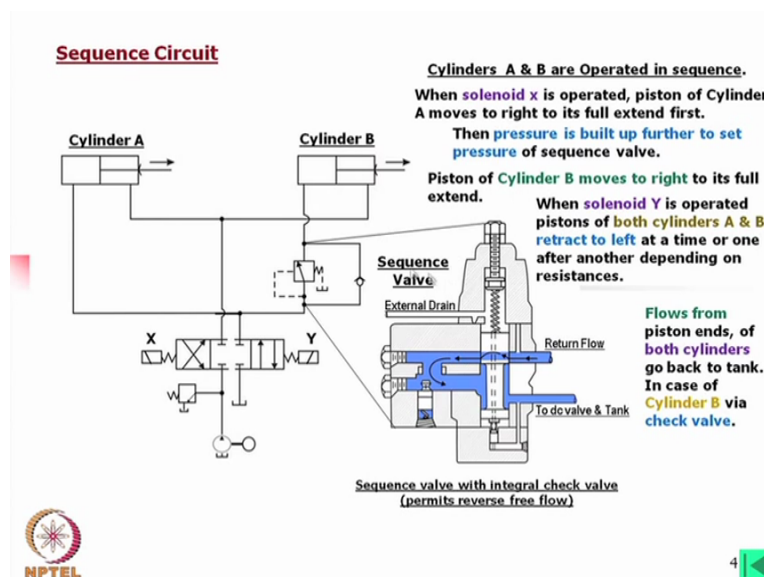 Sequence Circuit
Cylinders A & B are Operated in sequence.
When solenoid x is operated, piston of Cylinder
A moves to right to its full extend first.
Then pressure is built up further to set
pressure of sequence valve.
Piston of Cylinder B moves to right to its full
extend.
When solenoid Y is operated
pistons of both cylinders A & B
retract to left at a time or one
after another depending on
resistances.
Flows from
piston ends, of
both cylinders
go back to tank.
In case of
Cylinder B via
check valve.
Cylinder A
Cylinder B
Sequence
Valve
External Drain
Return Flow
To dc valve & Tank
X
Y
M
W
W
W
Sequence valve with integral check valve
(permits reverse free flow)
NPTEL
4